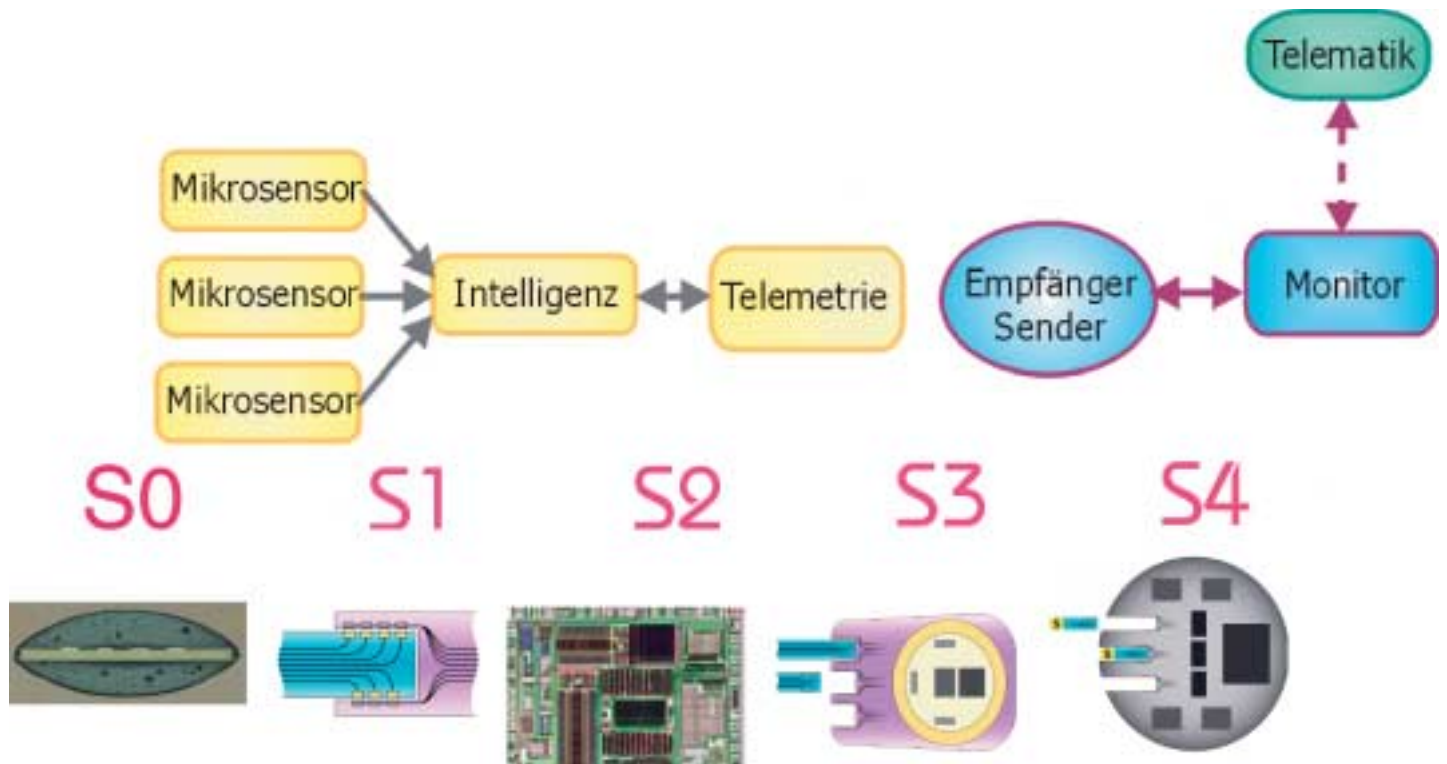 Telematik
Mikrosensor
Mikrosensor
Mikrosensor
Intelligenz
Telemetrie
Empfänger
Sender
Monitor
S0
S1
S2
S3
S4